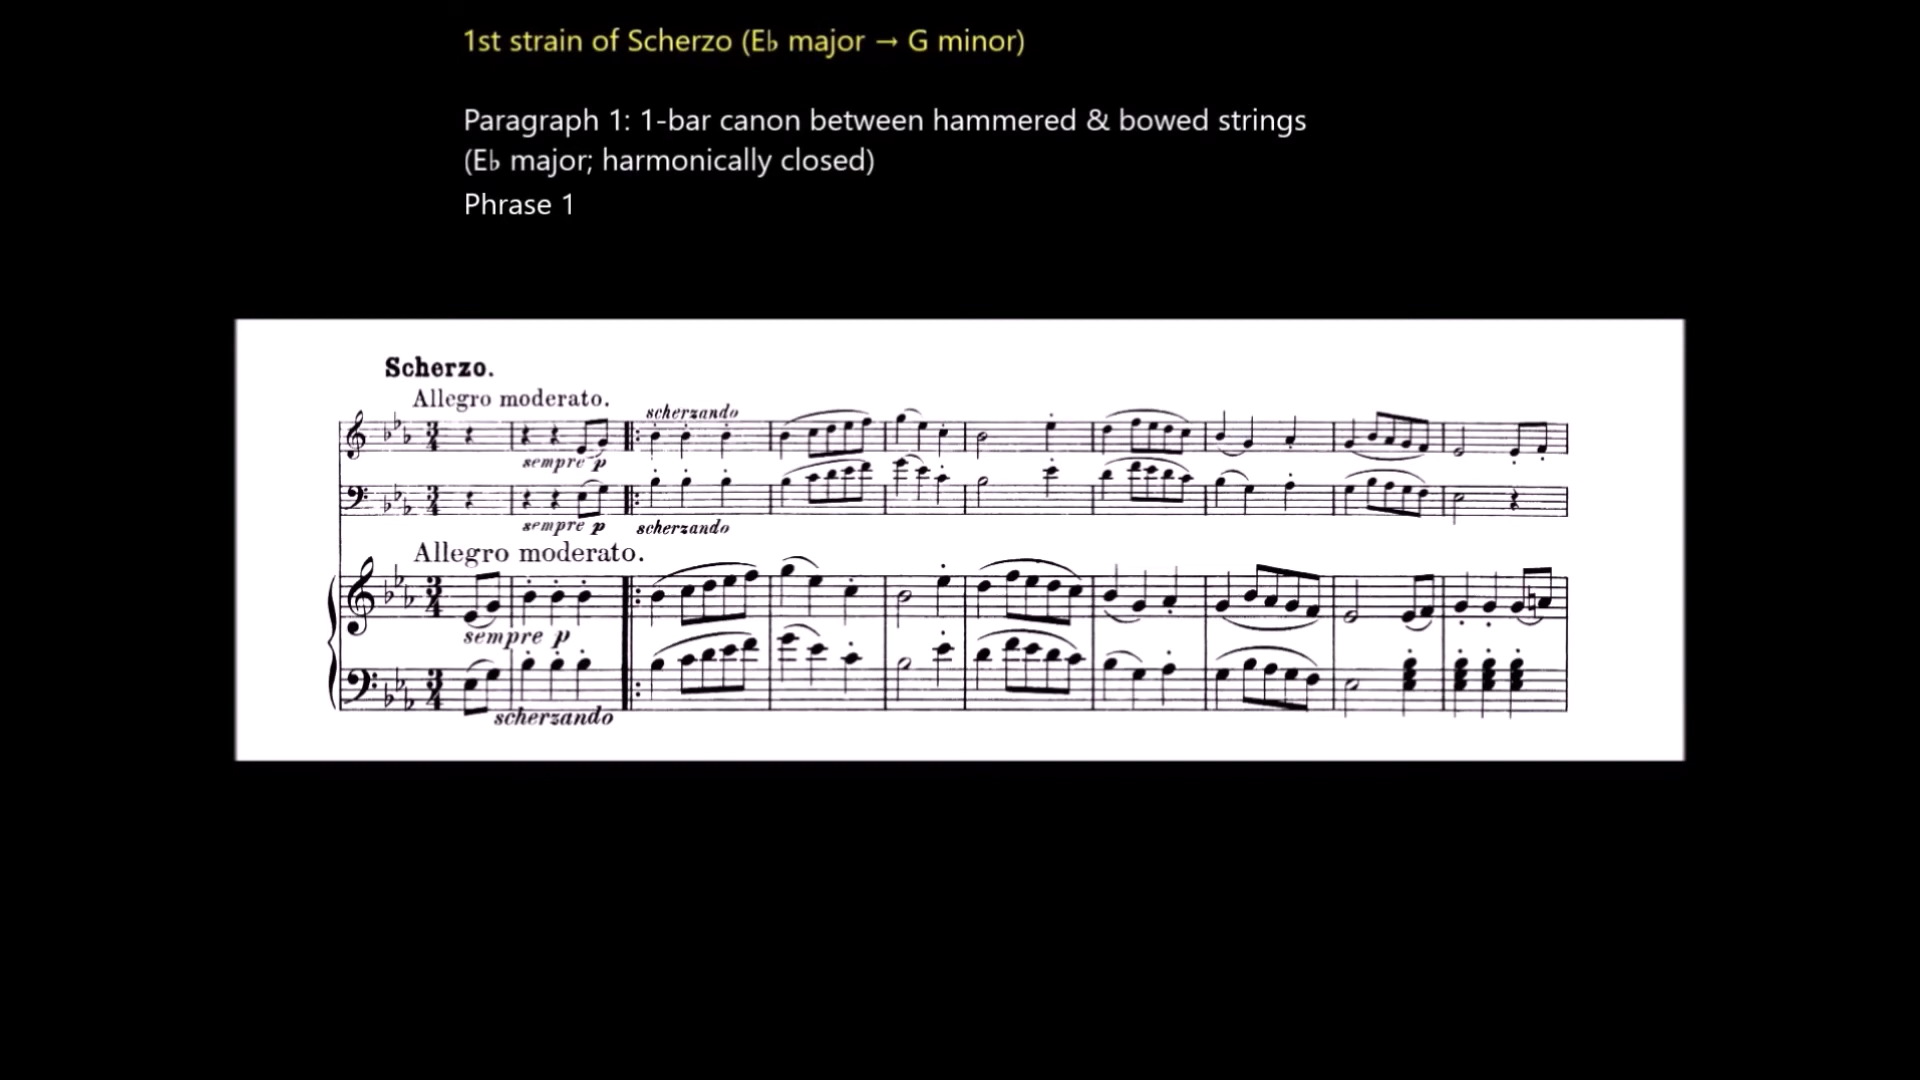 1st strain of Scherzo (E♭ major → G minor)
Paragraph 1: 1-bar canon between hammered & bowed strings
(E♭ major; harmonically closed)
Phrase 1
Scherzo.
Allegro moderato.
scherzando
sempre p
sempre p scherzando
Allegro moderato.
sempre p
scherzando